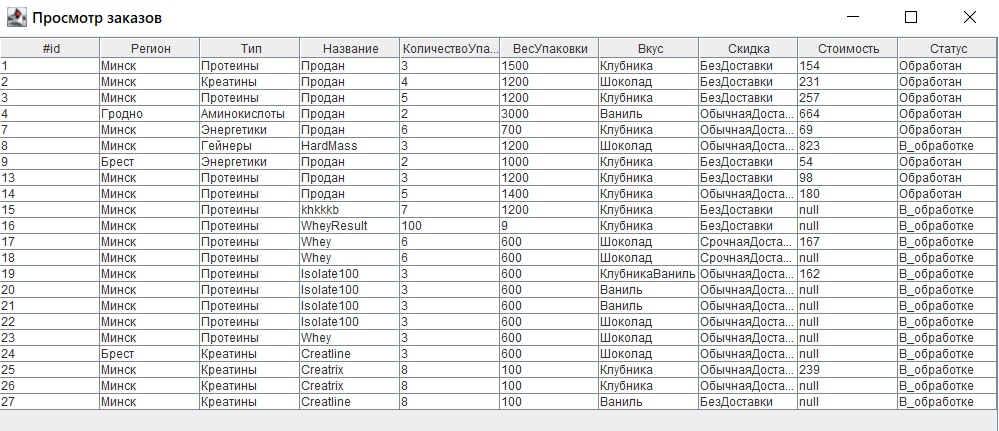 Просмотр заказов
#id Регион Тип Название КоличествоУпа... ВесУпаковки Вкус Скидка Стоимость Статус
1 Минск Протеины Продан 3 1500 Клубника БезДоставки 154 Обработан
2 Минск Креатины Продан 4 1200 Шоколад БезДоставки 231 Обработан
3 Минск Протеины Продан 5 1200 Клубника БезДоставки 257 Обработан
4 Гродно Аминокислоты Продан 2 3000 Ваниль ОбычнаяДоста... 664 Обработан
7 Минск Энергетики Продан 6 700 Клубника ОбычнаяДоста... 69 Обработан
8 Минск Гейнеры HardMass 3 1200 Шоколад ОбычнаяДоста... 823 В_обработке
9 Брест Энергетики Продан 2 1000 Клубника БезДоставки 54 Обработан
13 Минск Протеины Продан 3 1200 Клубника БезДоставки 98 Обработан
14 Минск Протеины Продан 5 1400 Клубника ОбычнаяДоста... 180 Обработан
15 Минск Протеины khkkkb 7 1200 Клубника БезДоставки null В_обработке
16 Минск Протеины WheyResult 100 9 Клубника БезДоставки null В_обработке
17 Минск Протеины Whey 6 600 Шоколад СрочнаяДоста... 167 В_обработке
18 Минск Протеины Whey 6 600 Шоколад СрочнаяДоста... null В_обработке
19 Минск Протеины Isolate100 3 600 КлубникаВаниль ОбычнаяДоста... 162 В_обработке
20 Минск Протеины Isolate100 3 600 Ваниль ОбычнаяДоста... null В_обработке
21 Минск Протеины Isolate100 3 600 Ваниль ОбычнаяДоста... null В_обработке
22 Минск Протеины Isolate100 3 600 Шоколад ОбычнаяДоста... null В_обработке
23 Минск Протеины Whey 3 600 Шоколад ОбычнаяДоста... null В_обработке
24 Брест Креатины Creatline 3 600 Шоколад ОбычнаяДоста... null В_обработке
25 Минск Креатины Creatrix 8 100 Клубника ОбычнаяДоста... 239 В_обработке
26 Минск Креатины Creatrix 8 100 Клубника ОбычнаяДоста... null В_обработке
27 Минск Креатины Creatline 8 100 Ваниль БезДоставки null В_обработке